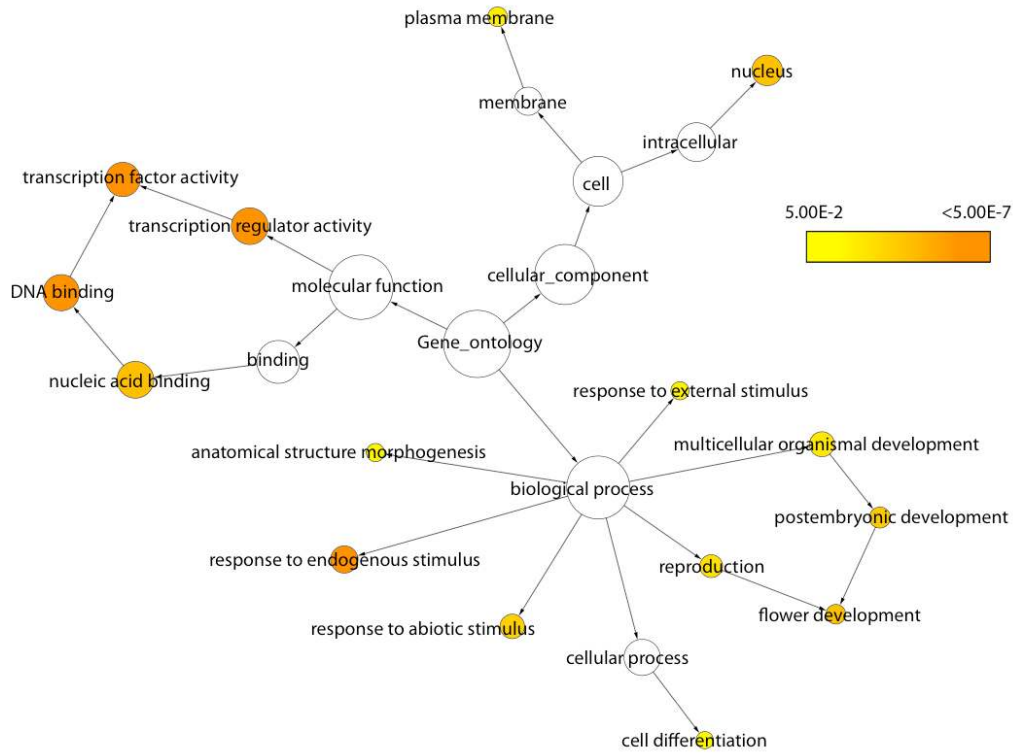 plasma membrane
nucleus
membrane
intracellular
transcription factor activity
cell
5.00E-2
<5.00E-7
transcription regulator activity
cellular_component
molecular function
DNA binding
Gene_ontology
binding
nucleic acid binding
response to external stimulus
multicellular organismal development
anatomical structure morphogenesis
biological process
postembryonic development
response to endogenous stimulus
reproduction
flower development
response to abiotic stimulus
cellular process
cell differentiation